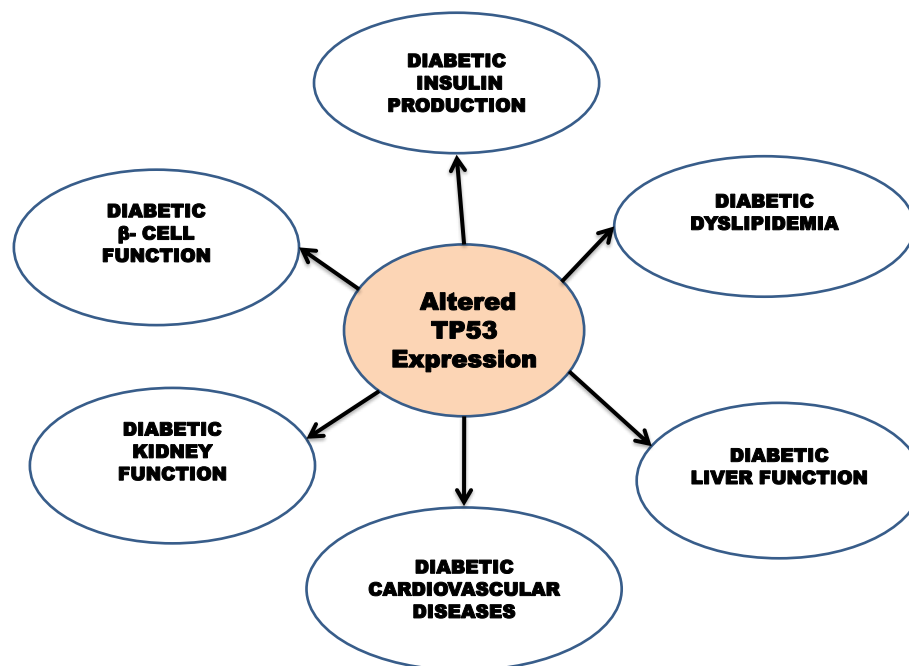 DIABETIC
INSULIN
PRODUCTION
DIABETIC
DYSLIPIDEMIA
DIABETIC
β- CELL
FUNCTION
Altered
TP53
Expression
DIABETIC
KIDNEY
FUNCTION
DIABETIC
LIVER FUNCTION
DIABETIC
CARDIOVASCULAR
DISEASES